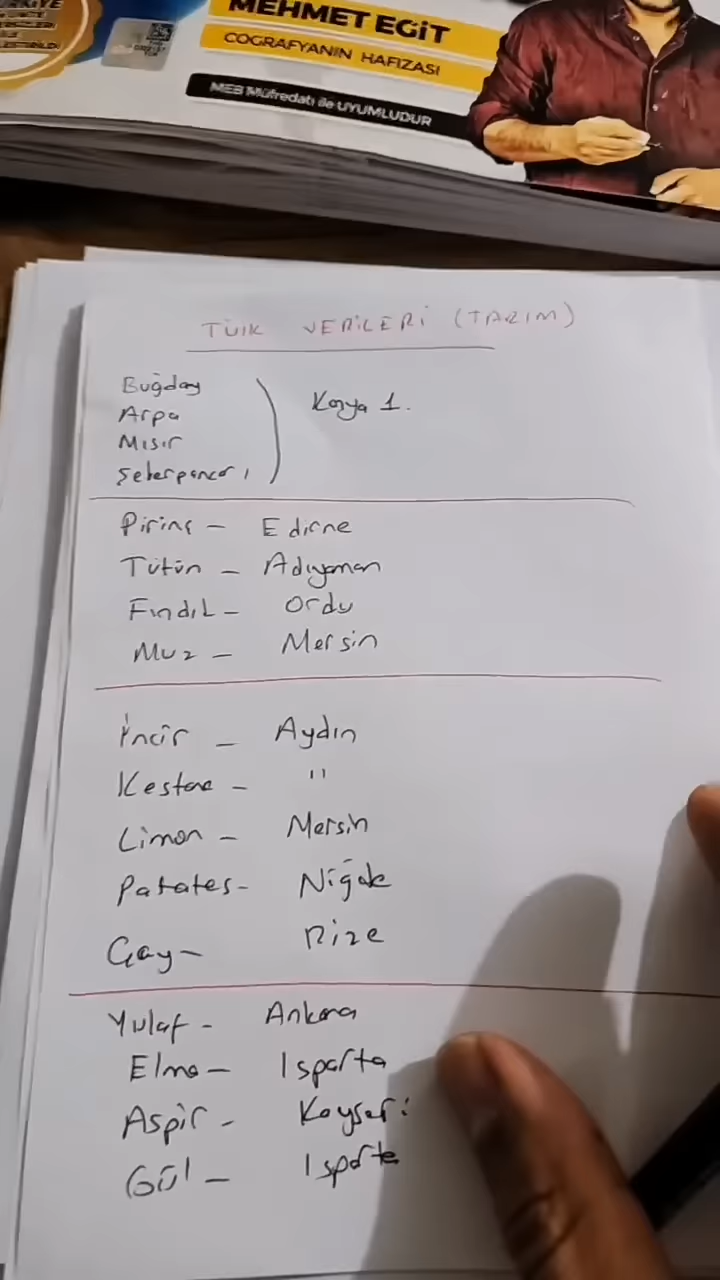 MEHMET EGİT
COĞRAFYANIN HAFIZASI
MEB Müfredatı ile UYUMLUDUR
TÜİK VERİLERİ (TARIM)
Buğday
Arpa
Mısır
Şekerpancarı
Konya 1.
Pirinç - Edirne
Tütün - Adıyaman
Fındık - Ordu
Muz - Mersin
İncir - Aydın
Kestane - "
Limon - Mersin
Patates - Niğde
Çay - Rize
Yulaf - Ankara
Elma - Isparta
Aspir - Kayseri
Gül - Isparta